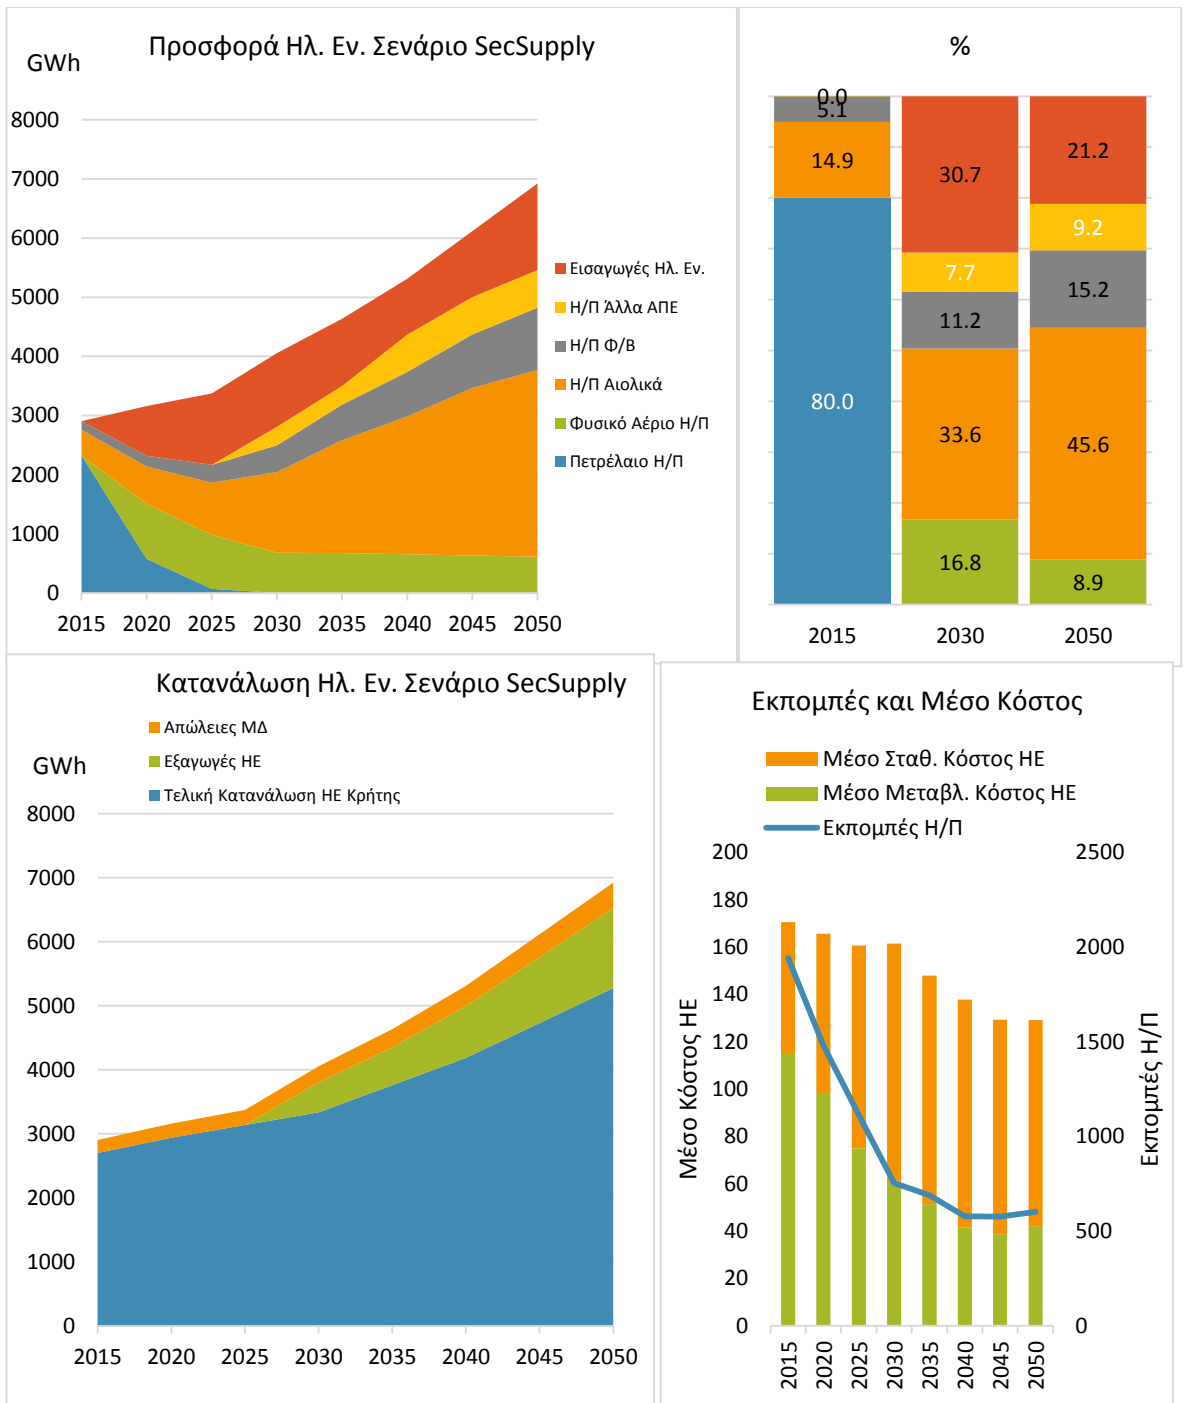 Προσφορά Ηλ. Εν. Σενάριο SecSupply
GWh
8000
7000
6000
5000
4000
3000
2000
1000
0
2015 2020 2025 2030 2035 2040 2045 2050
Εισαγωγές Ηλ. Εν.
Η/Π Άλλα ΑΠΕ
Η/Π Φ/Β
Η/Π Αιολικά
Φυσικό Αέριο Η/Π
Πετρέλαιο Η/Π
%
0.0
5.1
14.9
80.0
30.7
7.7
11.2
33.6
16.8
21.2
9.2
15.2
45.6
8.9
2015 2030 2050
Κατανάλωση Ηλ. Εν. Σενάριο SecSupply
Απώλειες ΜΔ
Εξαγωγές ΗΕ
Τελική Κατανάλωση ΗΕ Κρήτης
GWh
8000
7000
6000
5000
4000
3000
2000
1000
0
2015 2020 2025 2030 2035 2040 2045 2050
Εκπομπές και Μέσο Κόστος
Μέσο Σταθ. Κόστος ΗΕ
Μέσο Μεταβλ. Κόστος ΗΕ
Εκπομπές Η/Π
Μέσο Κόστος ΗΕ
200
180
160
140
120
100
80
60
40
20
0
2500
2000
1500
1000
500
0
Εκπομπές Η/Π
2015 2020 2025 2030 2035 2040 2045 2050